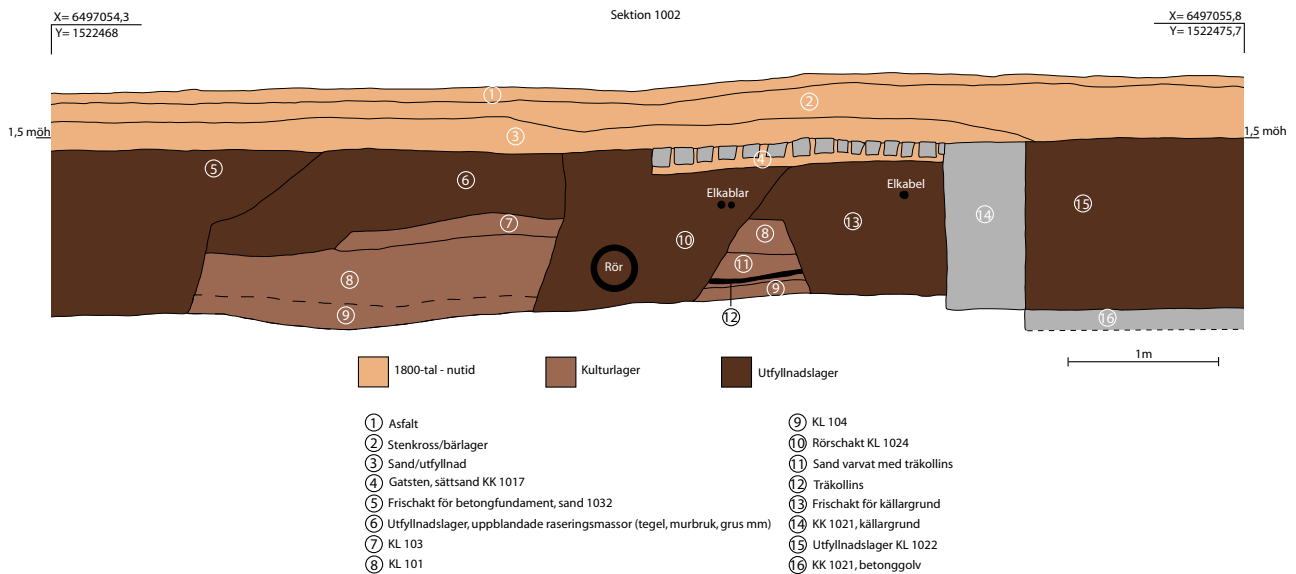 X= 6497054,3
Y= 1522468
Sektion 1002
X= 6497055,8
Y= 1522475,7
1
2
1,5 möh
3
1,5 möh
4
5
6
Elkablar
Elkabel
7
8
10
13
14
15
Rör
11
8
9
9
12
16
1m
1800-tal - nutid
Kulturlager
Utfyllnadslager
1 Asfalt
2 Stenkross/bärlager
3 Sand/utfyllnad
4 Gatsten, sättsand KK 1017
5 Frischakt för betongfundament, sand 1032
6 Utfyllnadslager, uppblandade raseringsmassor (tegel, murbruk, grus mm)
7 KL 103
8 KL 101
9 KL 104
10 Rörschakt KL 1024
11 Sand varvat med träkollins
12 Träkollins
13 Frischakt för källargrund
14 KK 1021, källargrund
15 Utfyllnadslager KL 1022
16 KK 1021, betonggolv